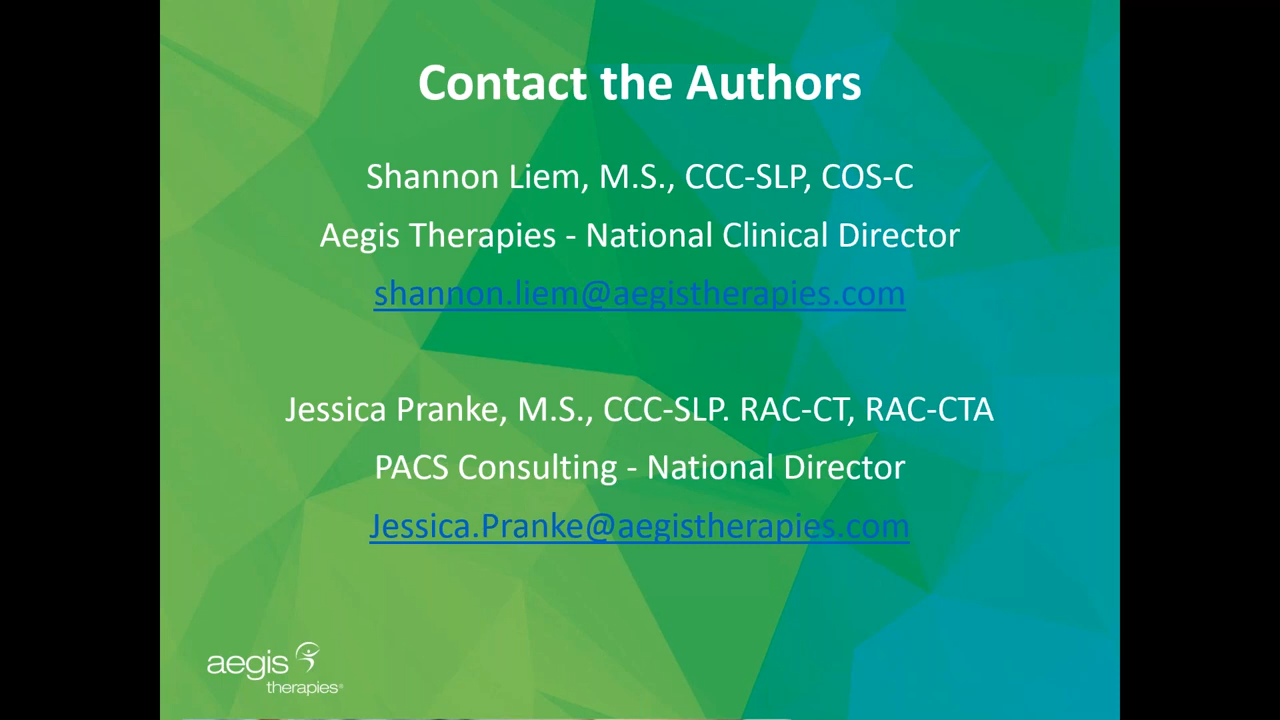 Contact the Authors
Shannon Liem, M.S., CCC-SLP, COS-C
Aegis Therapies - National Clinical Director
shannon.liem@aegistherapies.com
Jessica Pranke, M.S., CCC-SLP. RAC-CT, RAC-CTA
PACS Consulting - National Director
Jessica.Pranke@aegistherapies.com
aegis
therapies®